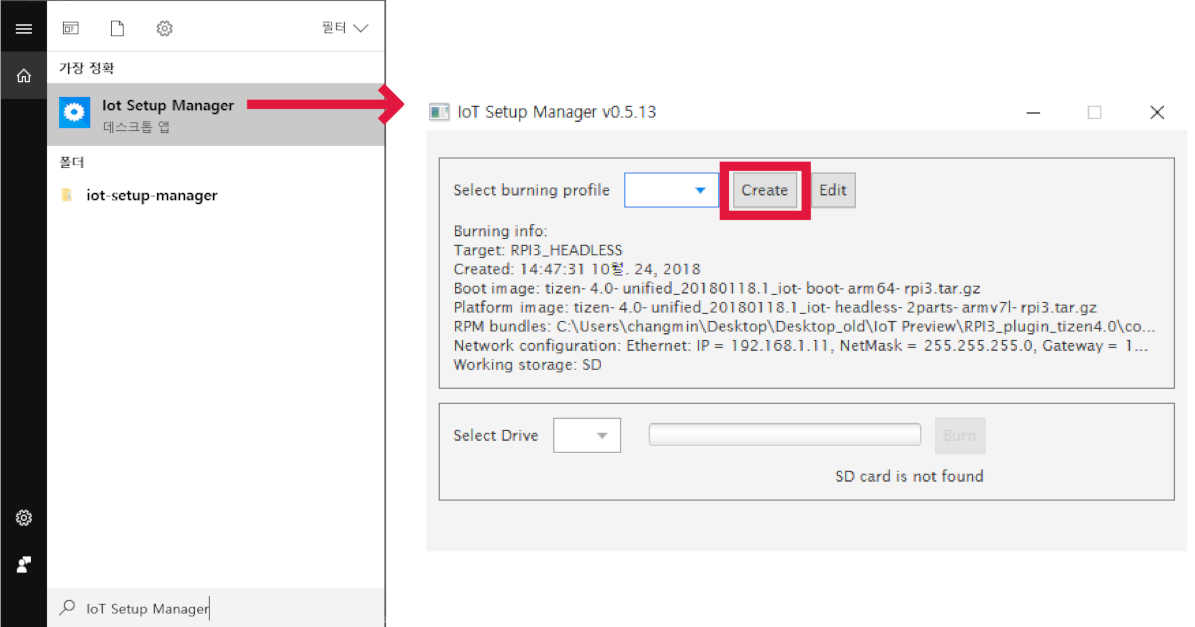 필터
가장 정확
Iot Setup Manager
데스크톱 앱
폴더
iot-setup-manager
IoT Setup Manager
IoT Setup Manager v0.5.13
Select burning profile
Create
Edit
Burning info:
Target: RPI3_HEADLESS
Created: 14:47:31 10월. 24, 2018
Boot image: tizen-4.0-unified_20180118.1_iot-boot-arm64-rpi3.tar.gz
Platform image: tizen-4.0-unified_20180118.1_iot-headless-2parts-armv7l-rpi3.tar.gz
RPM bundles: C:\Users\changmin\Desktop\Desktop_old\IoT Preview\RPI3_plugin_tizen4.0\co...
Network configuration: Ethernet: IP = 192.168.1.11, NetMask = 255.255.255.0, Gateway = 1...
Working storage: SD
Select Drive
Burn
SD card is not found